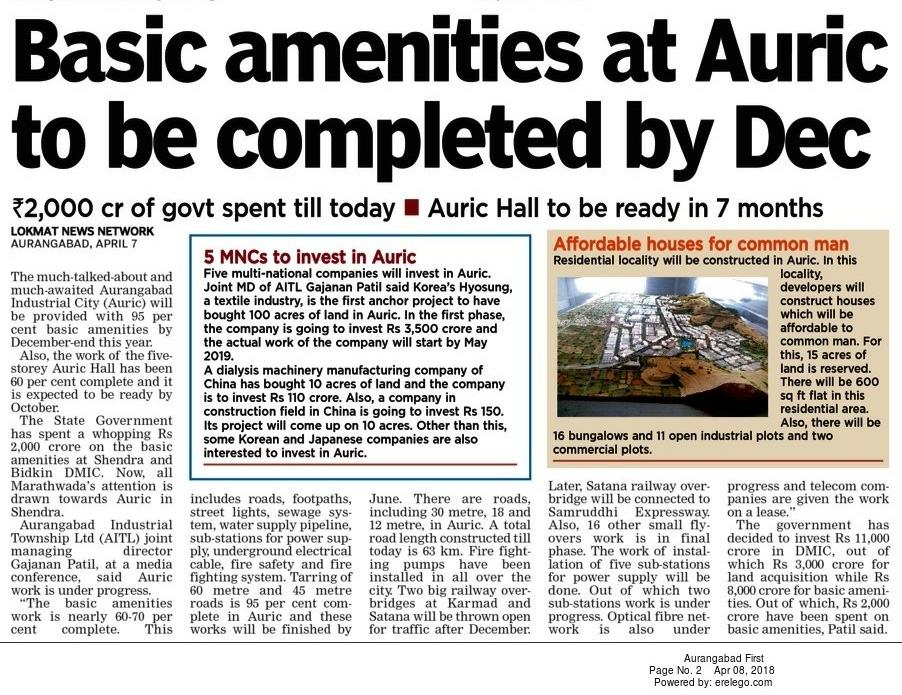 Basic amenities at Auric
to be completed by Dec
₹2,000 cr of govt spent till today ■ Auric Hall to be ready in 7 months
LOKMAT NEWS NETWORK
AURANGABAD, APRIL 7
The much-talked-about and
much-awaited Aurangabad
Industrial City (Auric) will
be provided with 95 per
cent basic amenities by
December-end this year.
Also, the work of the five-
storey Auric Hall has been
60 per cent complete and it
is expected to be ready by
October.
The State Government
has spent a whopping Rs
2,000 crore on the basic
amenities at Shendra and
Bidkin DMIC. Now, all
Marathwada's attention is
drawn towards Auric in
Shendra.
Aurangabad Industrial
Township Ltd (AITL) joint
managing director
Gajanan Patil, at a media
conference, said Auric
work is under progress.
"The basic amenities
work is nearly 60-70 per
cent complete. This
5 MNCs to invest in Auric
Five multi-national companies will invest in Auric.
Joint MD of AITL Gajanan Patil said Korea's Hyosung,
a textile industry, is the first anchor project to have
bought 100 acres of land in Auric. In the first phase,
the company is going to invest Rs 3,500 crore and
the actual work of the company will start by May
2019.
A dialysis machinery manufacturing company of
China has bought 10 acres of land and the company
is to invest Rs 110 crore. Also, a company in
construction field in China is going to invest Rs 150.
Its project will come up on 10 acres. Other than this,
some Korean and Japanese companies are also
interested to invest in Auric.
Affordable houses for common man
Residential locality will be constructed in Auric. In this
locality,
developers will
construct houses
which will be
affordable to
common man. For
this, 15 acres of
land is reserved.
There will be 600
sq ft flat in this
residential area.
Also, there will be
16 bungalows and 11 open industrial plots and two
commercial plots.
includes roads, footpaths,
street lights, sewage sys-
tem, water supply pipeline,
sub-stations for power sup-
ply, underground electrical
cable, fire safety and fire
fighting system. Tarring of
60 metre and 45 metre
roads is 95 per cent com-
plete in Auric and these
works will be finished by
June. There are roads,
including 30 metre, 18 and
12 metre, in Auric. A total
road length constructed till
today is 63 km. Fire fight-
ing pumps have been
installed in all over the
city. Two big railway over-
bridges at Karmad and
Satana will be thrown open
for traffic after December.
Later, Satana railway over-
bridge will be connected to
Samruddhi Expressway.
Also, 16 other small fly-
overs work is in final
phase. The work of instal-
lation of five sub-stations
for power supply will be
done. Out of which two
sub-stations work is under
progress. Optical fibre net-
work is also under
progress and telecom com-
panies are given the work
on a lease."
The government has
decided to invest Rs 11,000
crore in DMIC, out of
which Rs 3,000 crore for
land acquisition while Rs
8,000 crore for basic ameni-
ties. Out of which, Rs 2,000
crore have been spent on
basic amenities, Patil said.
Aurangabad First
Page No. 2 Apr 08, 2018
Powered by: erelego.com